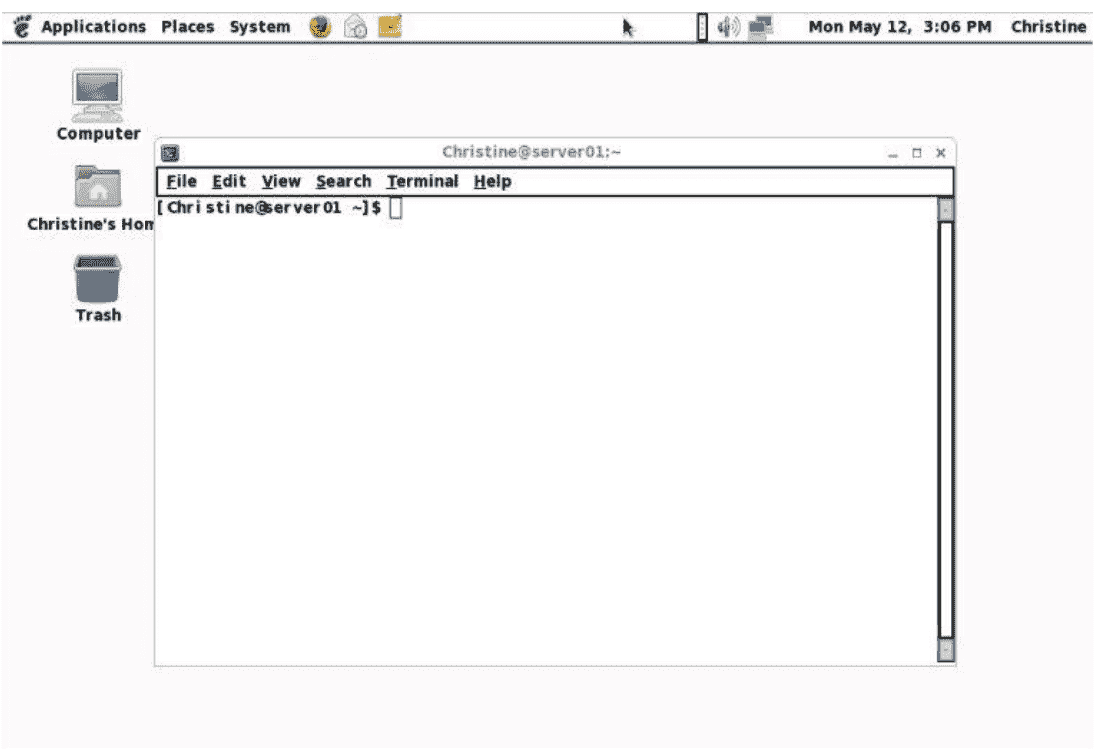 Applications Places System Mon May 12, 3:06 PM Christine
Computer
Christine@server01:~
File Edit View Search Terminal Help
[Christine@server01 ~]$
Christine's Hom
Trash